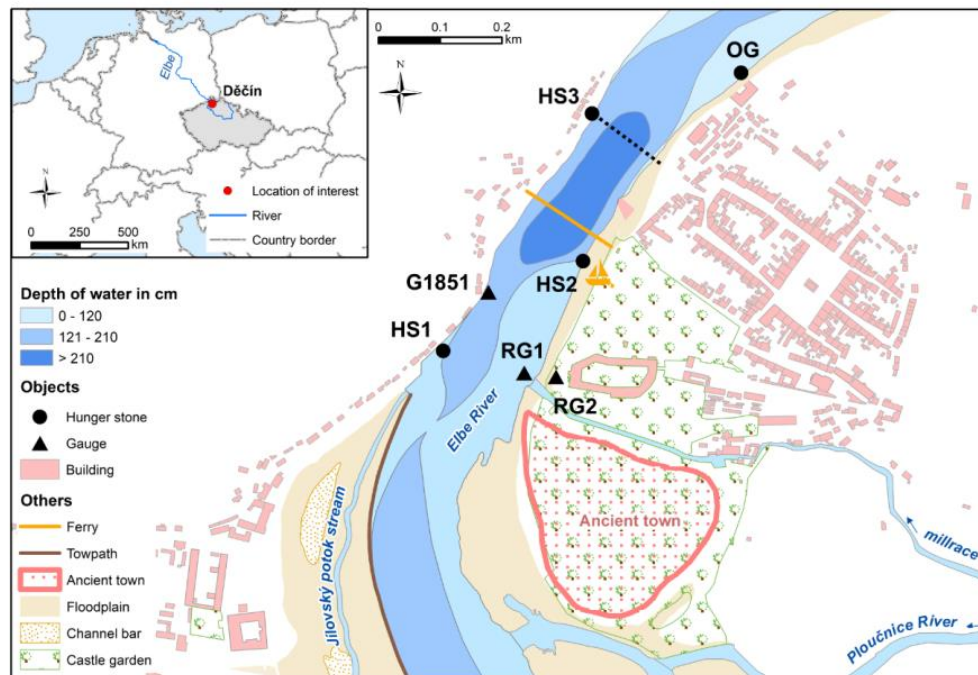 Elbe
Děčín
Location of interest
River
Country border
0 250 500
km
0 0.1 0.2
km
OG
HS3
HS2
G1851
HS1
RG1
RG2
Elbe River
Ancient town
millrace
Ploučnice River
Jílovský potok stream
Depth of water in cm
0 - 120
121 - 210
> 210
Objects
Hunger stone
Gauge
Building
Others
Ferry
Towpath
Ancient town
Floodplain
Channel bar
Castle garden